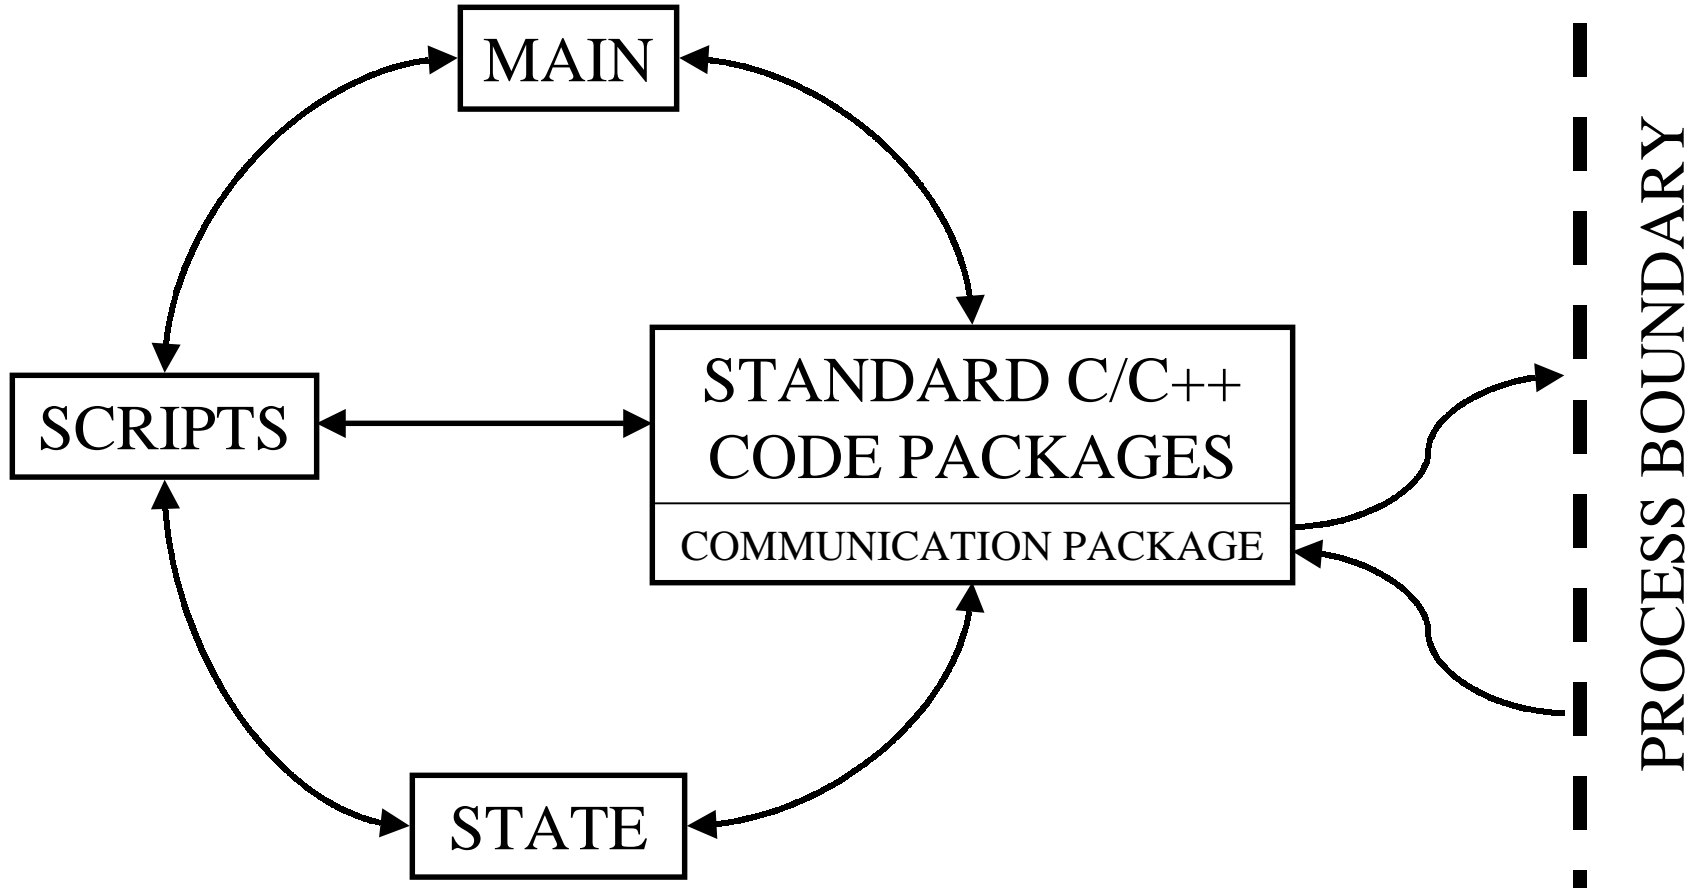 MAIN
SCRIPTS
STANDARD C/C++
CODE PACKAGES
COMMUNICATION PACKAGE
STATE
PROCESS BOUNDARY